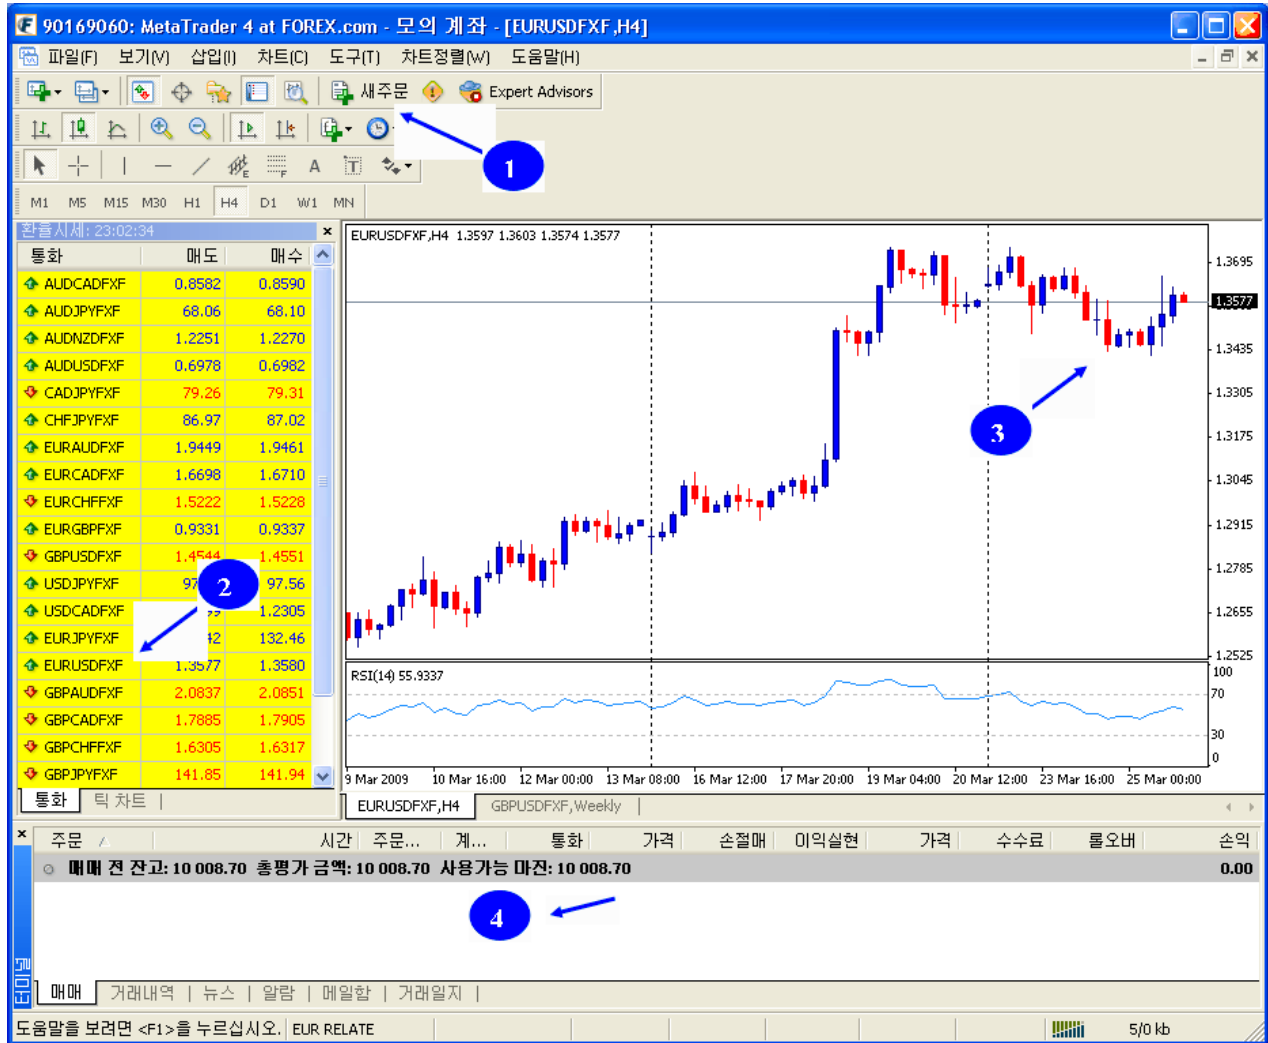 90169060: MetaTrader 4 at FOREX.com - 모의 계좌 - [EURUSDFXF,H4]
파일(F) 보기(V) 삽입(I) 차트(C) 도구(T) 차트정렬(W) 도움말(H)
새주문 Expert Advisors
1
E F A T
M1 M5 M15 M30 H1 H4 D1 W1 MN
환율시세: 23:02:34
통화 매도 매수
AUDCADFXF 0.8582 0.8590
AUDJPYFXF 68.06 68.10
AUDNZDFXF 1.2251 1.2270
AUDUSDFXF 0.6978 0.6982
CADJPYFXF 79.26 79.31
CHFJPYFXF 86.97 87.02
EURAUDFXF 1.9449 1.9461
EURCADFXF 1.6698 1.6710
EURCHFFXF 1.5222 1.5228
EURGBPFXF 0.9331 0.9337
GBPUSDFXF 1.4544 1.4551
USDJPYFXF 97 2 97.56
USDCADFXF 1.2305
EURJPYFXF 42 132.46
EURUSDFXF 1.3577 1.3580
GBPAUDFXF 2.0837 2.0851
GBPCADFXF 1.7885 1.7905
GBPCHFFXF 1.6305 1.6317
GBPJPYFXF 141.85 141.94
통화 틱 차트
EURUSDFXF,H4 1.3597 1.3603 1.3574 1.3577
1.3695
1.3577
1.3435
1.3305
3
1.3175
1.3045
1.2915
1.2785
1.2655
1.2525
RSI(14) 55.9337
100
70
30
0
9 Mar 2009 10 Mar 16:00 12 Mar 00:00 13 Mar 08:00 16 Mar 12:00 17 Mar 20:00 19 Mar 04:00 20 Mar 12:00 23 Mar 16:00 25 Mar 00:00
EURUSDFXF,H4 GBPUSDFXF,Weekly
주문 시간 주문... 계... 통화 가격 손절매 이익실현 가격 수수료 롤오버 손익
매매 전 잔고: 10 008.70 총평가 금액: 10 008.70 사용가능 마진: 10 008.70 0.00
4
터미널
매매 거래내역 뉴스 알람 메일함 거래일지
도움말을 보려면 <F1>을 누르십시오. EUR RELATE 5/0 kb